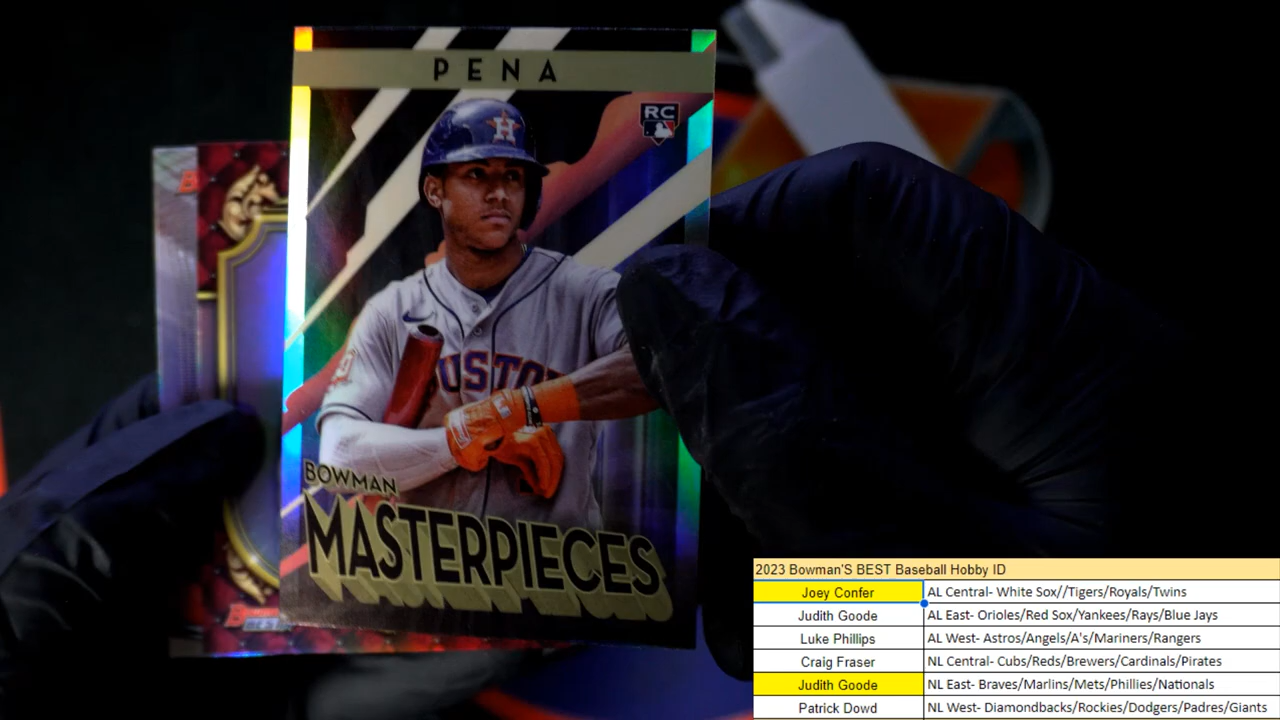 PENA
RC
H
BOWMAN
MASTERPIECES
2023 Bowman'S BEST Baseball Hobby ID
Joey Confer AL Central- White Sox//Tigers/Royals/Twins
Judith Goode AL East- Orioles/Red Sox/Yankees/Rays/Blue Jays
Luke Phillips AL West- Astros/Angels/A's/Mariners/Rangers
Craig Fraser NL Central- Cubs/Reds/Brewers/Cardinals/Pirates
Judith Goode NL East- Braves/Marlins/Mets/Phillies/Nationals
Patrick Dowd NL West- Diamondbacks/Rockies/Dodgers/Padres/Giants